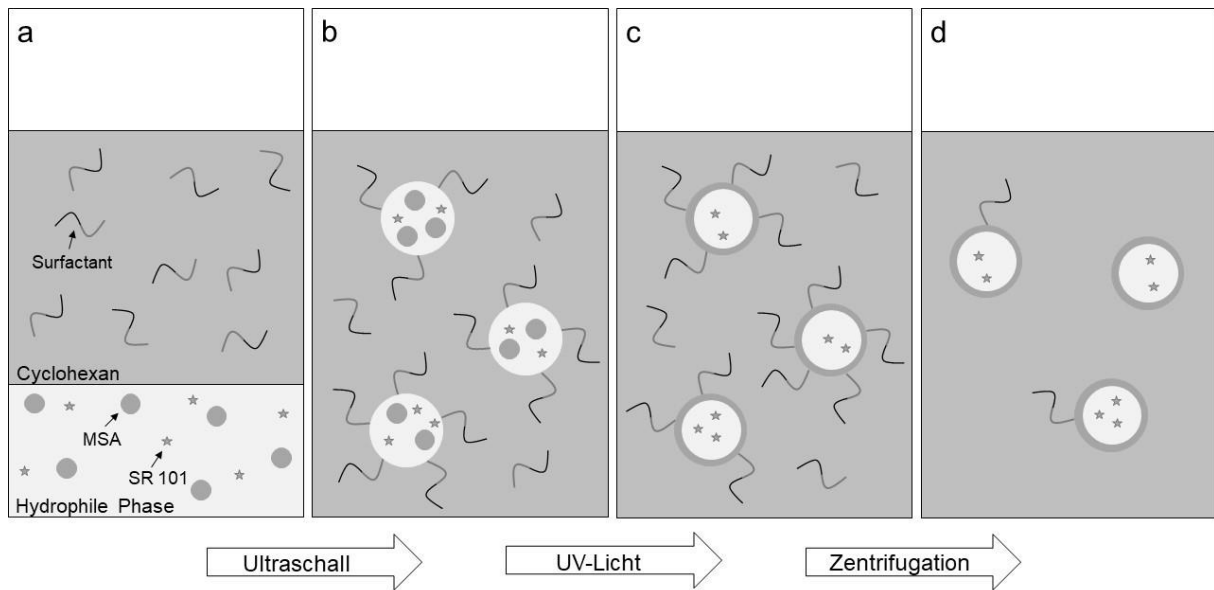 a
b
c
d
Surfactant
Cyclohexan
MSA
SR 101
Hydrophile Phase
Ultraschall
UV-Licht
Zentrifugation